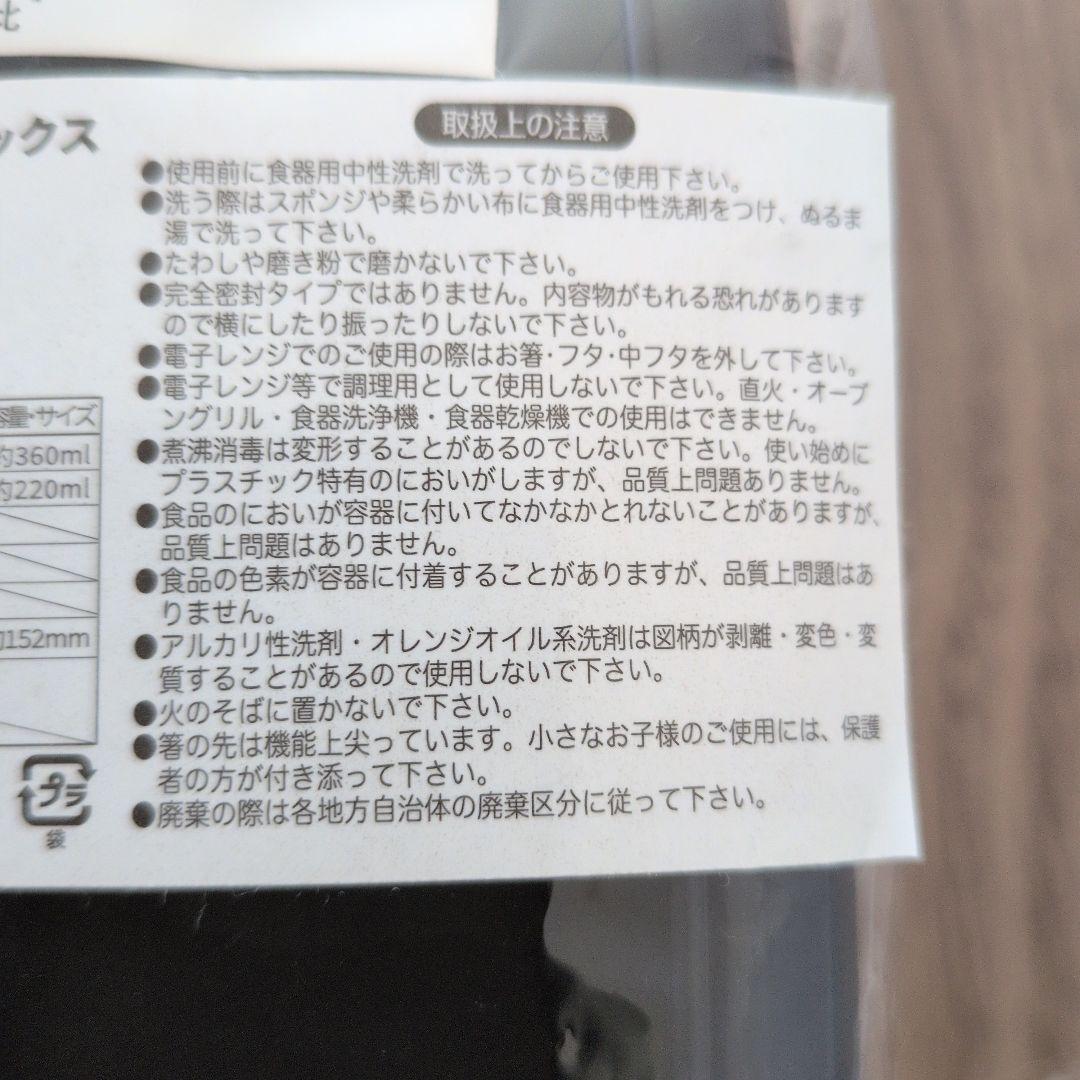 比
ックス
取扱上の注意
●使用前に食器用中性洗剤で洗ってからご使用下さい。
●洗う際はスポンジや柔らかい布に食器用中性洗剤をつけ、ぬるま
湯で洗って下さい。
●たわしや磨き粉で磨かないで下さい。
●完全密封タイプではありません。内容物がもれる恐れがあります
ので横にしたり振ったりしないで下さい。
●電子レンジでのご使用の際はお箸・フタ・中フタを外して下さい。
●電子レンジ等で調理用として使用しないで下さい。直火・オーブ
ングリル・食器洗浄機・食器乾燥機での使用はできません。
●煮沸消毒は変形することがあるのでしないで下さい。使い始めに
プラスチック特有のにおいがしますが、品質上問題ありません。
●食品のにおいが容器に付いてなかなかとれないことがありますが、
品質上問題はありません。
●食品の色素が容器に付着することがありますが、品質上問題はあ
りません。
●アルカリ性洗剤・オレンジオイル系洗剤は図柄が剥離・変色・変
質することがあるので使用しないで下さい。
●火のそばに置かないで下さい。
●箸の先は機能上尖っています。小さなお子様のご使用には、保護
者の方が付き添って下さい。
●廃棄の際は各地方自治体の廃棄区分に従って下さい。
容量・サイズ
約360ml
約220ml
約152mm
プラ
袋